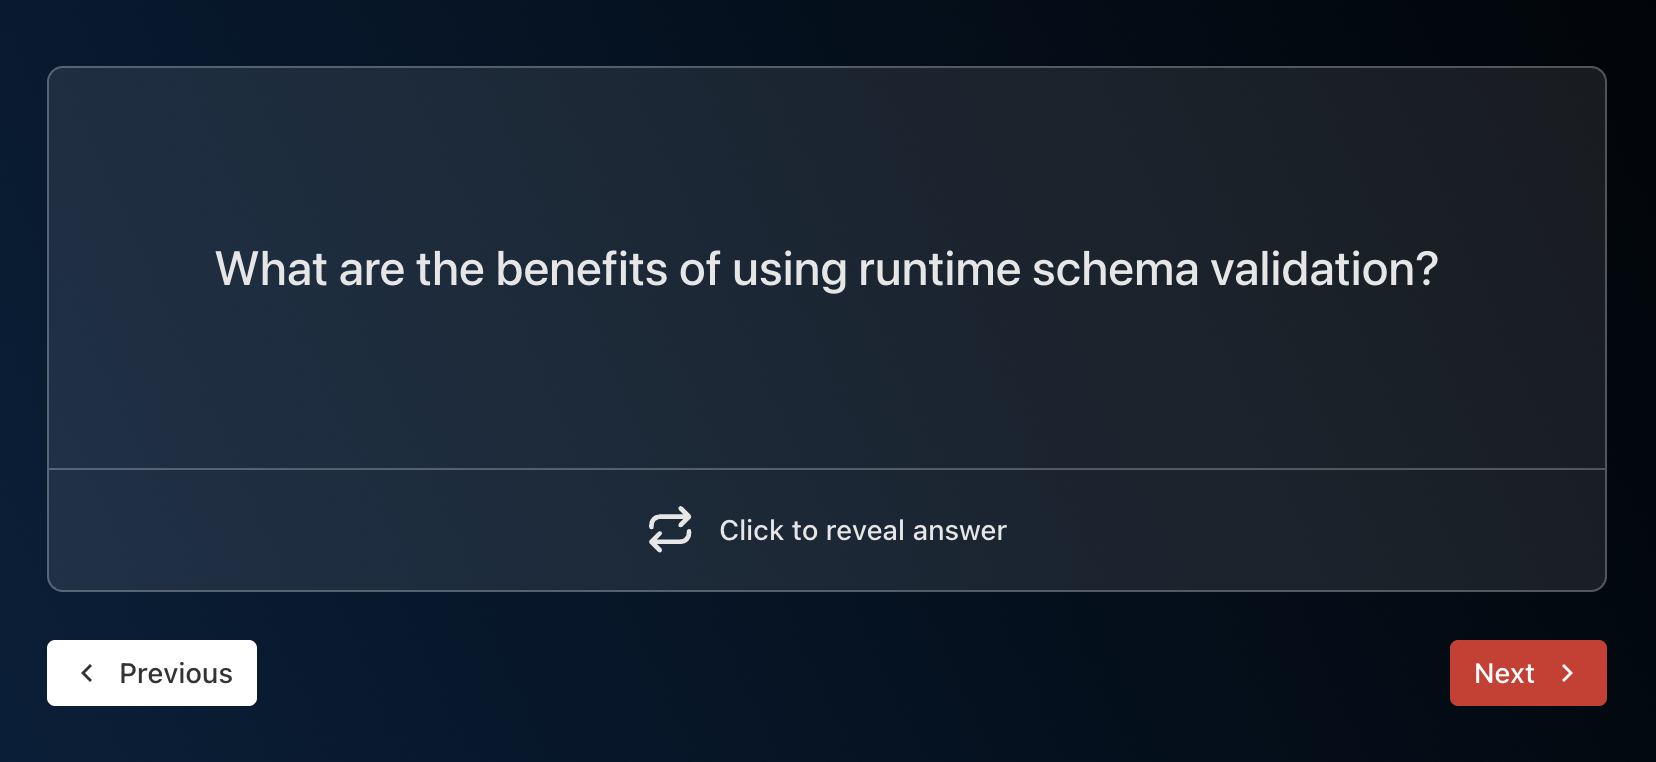 What are the benefits of using runtime schema validation?
Click to reveal answer
Previous
Next